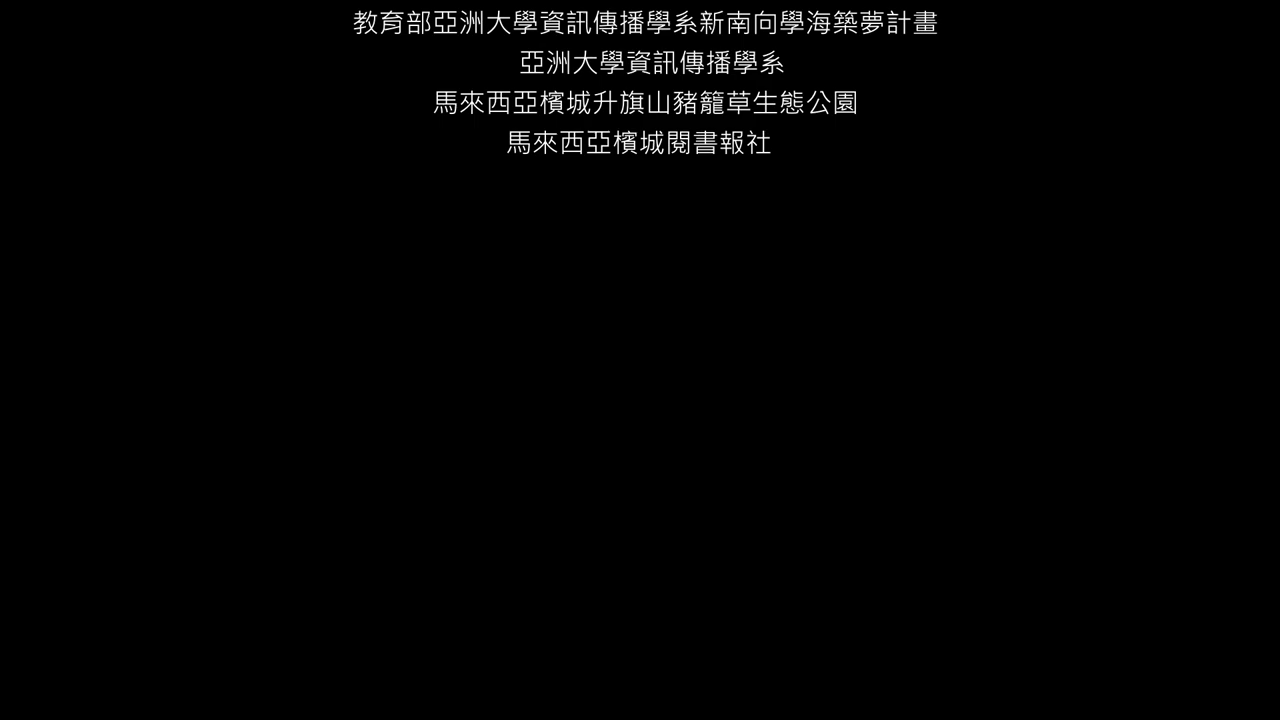 教育部亞洲大學資訊傳播學系新南向學海築夢計畫
亞洲大學資訊傳播學系
馬來西亞檳城升旗山豬籠草生態公園
馬來西亞檳城閱書報社